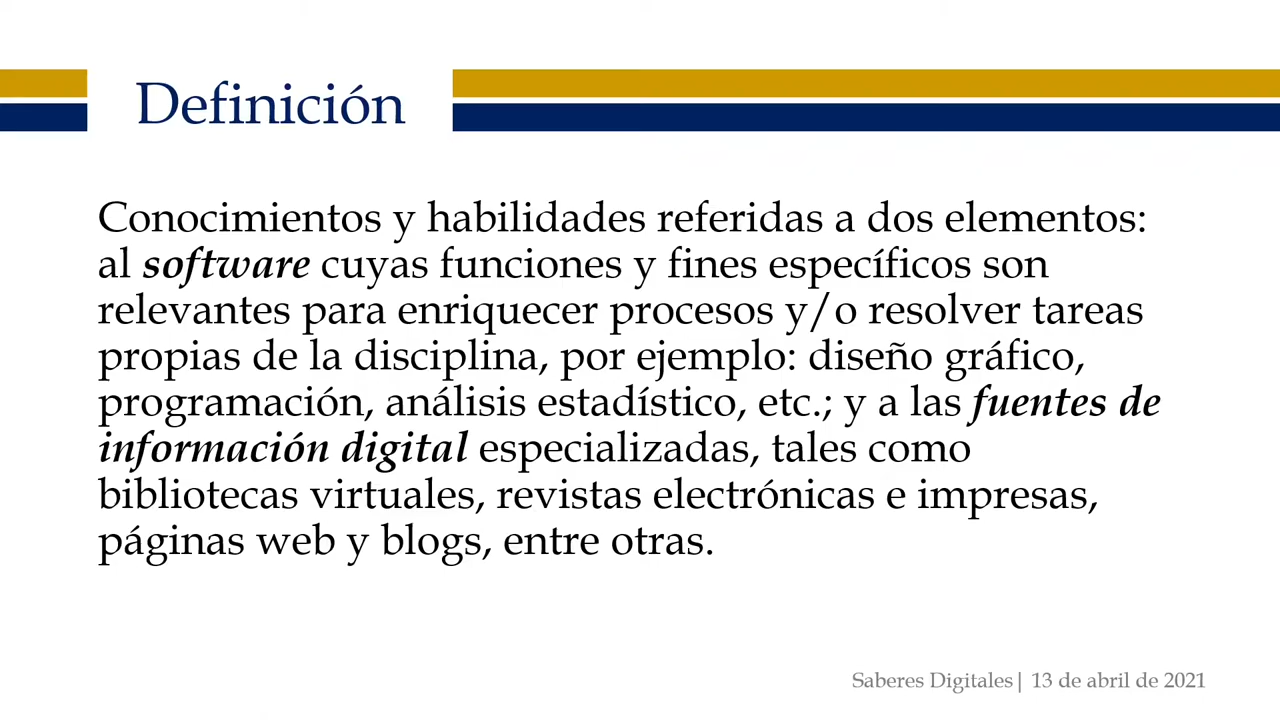 Definición
Conocimientos y habilidades referidas a dos elementos:
al software cuyas funciones y fines específicos son
relevantes para enriquecer procesos y/o resolver tareas
propias de la disciplina, por ejemplo: diseño gráfico,
programación, análisis estadístico, etc.; y a las fuentes de
información digital especializadas, tales como
bibliotecas virtuales, revistas electrónicas e impresas,
páginas web y blogs, entre otras.
Saberes Digitales| 13 de abril de 2021